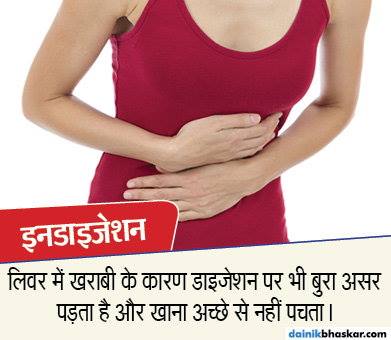 इनडाइजेशन
लिवर में खराबी के कारण डाइजेशन पर भी बुरा असर
पड़ता है और खाना अच्छे से नहीं पचता।
dainikbhaskar.com